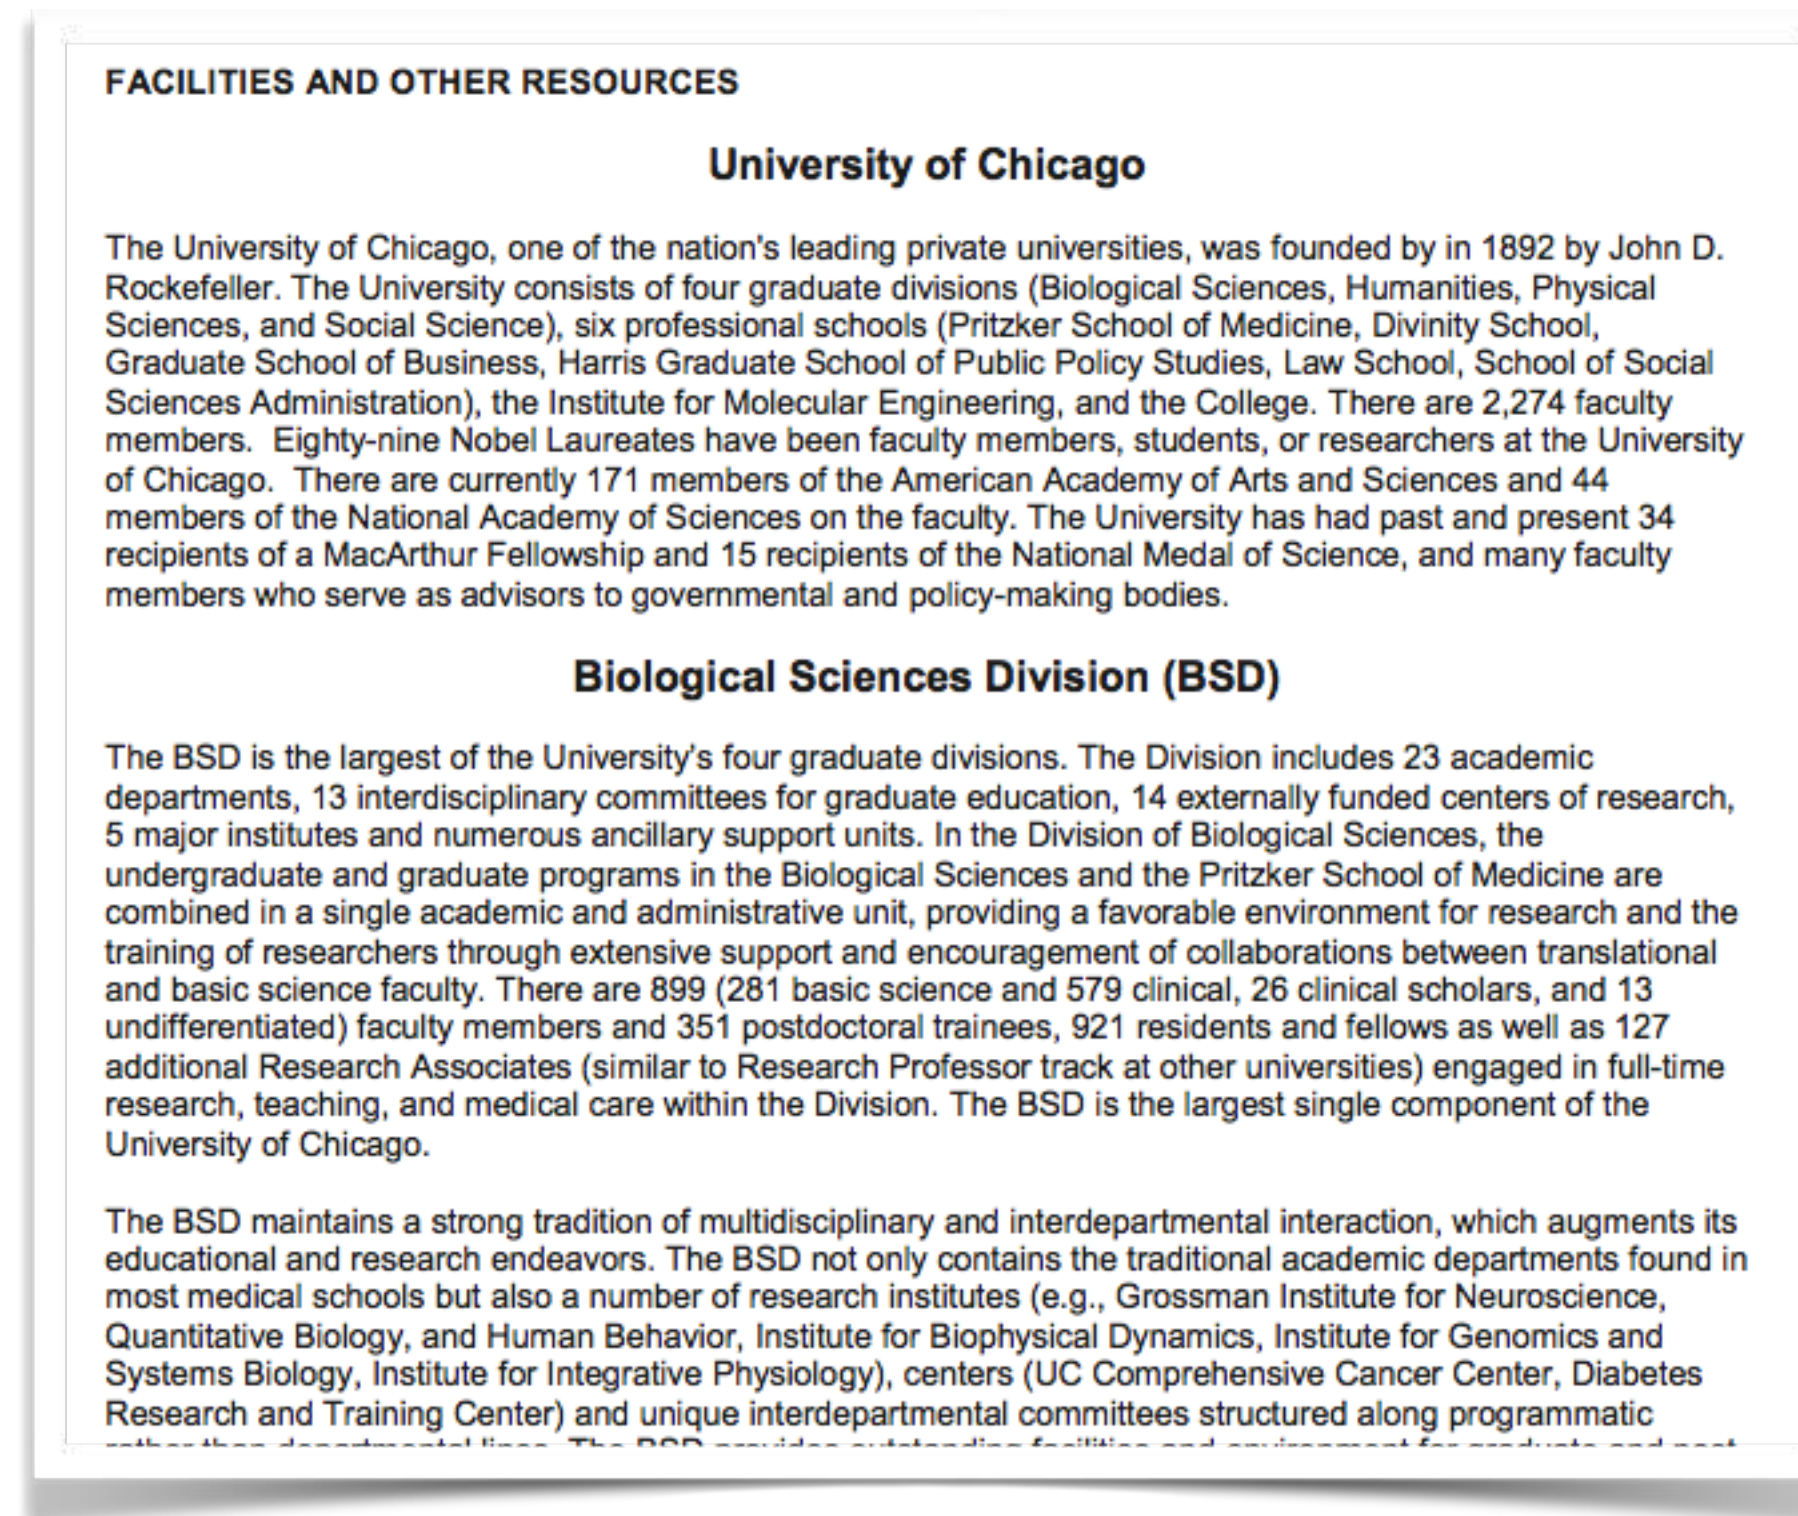 FACILITIES AND OTHER RESOURCES
University of Chicago
The University of Chicago, one of the nation's leading private universities, was founded by in 1892 by John D.
Rockefeller. The University consists of four graduate divisions (Biological Sciences, Humanities, Physical
Sciences, and Social Science), six professional schools (Pritzker School of Medicine, Divinity School,
Graduate School of Business, Harris Graduate School of Public Policy Studies, Law School, School of Social
Sciences Administration), the Institute for Molecular Engineering, and the College. There are 2,274 faculty
members.  Eighty-nine Nobel Laureates have been faculty members, students, or researchers at the University
of Chicago.  There are currently 171 members of the American Academy of Arts and Sciences and 44
members of the National Academy of Sciences on the faculty. The University has had past and present 34
recipients of a MacArthur Fellowship and 15 recipients of the National Medal of Science, and many faculty
members who serve as advisors to governmental and policy-making bodies.
Biological Sciences Division (BSD)
The BSD is the largest of the University's four graduate divisions. The Division includes 23 academic
departments, 13 interdisciplinary committees for graduate education, 14 externally funded centers of research,
5 major institutes and numerous ancillary support units. In the Division of Biological Sciences, the
undergraduate and graduate programs in the Biological Sciences and the Pritzker School of Medicine are
combined in a single academic and administrative unit, providing a favorable environment for research and the
training of researchers through extensive support and encouragement of collaborations between translational
and basic science faculty. There are 899 (281 basic science and 579 clinical, 26 clinical scholars, and 13
undifferentiated) faculty members and 351 postdoctoral trainees, 921 residents and fellows as well as 127
additional Research Associates (similar to Research Professor track at other universities) engaged in full-time
research, teaching, and medical care within the Division. The BSD is the largest single component of the
University of Chicago.
The BSD maintains a strong tradition of multidisciplinary and interdepartmental interaction, which augments its
educational and research endeavors. The BSD not only contains the traditional academic departments found in
most medical schools but also a number of research institutes (e.g., Grossman Institute for Neuroscience,
Quantitative Biology, and Human Behavior, Institute for Biophysical Dynamics, Institute for Genomics and
Systems Biology, Institute for Integrative Physiology), centers (UC Comprehensive Cancer Center, Diabetes
Research and Training Center) and unique interdepartmental committees structured along programmatic